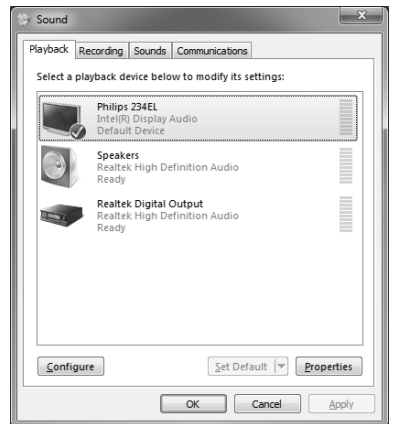 Sound
Playback Recording Sounds Communications
Select a playback device below to modify its settings:
Philips 234EL
Intel(R) Display Audio
Default Device
Speakers
Realtek High Definition Audio
Ready
Realtek Digital Output
Realtek High Definition Audio
Ready
Configure Set Default Properties
OK Cancel Apply